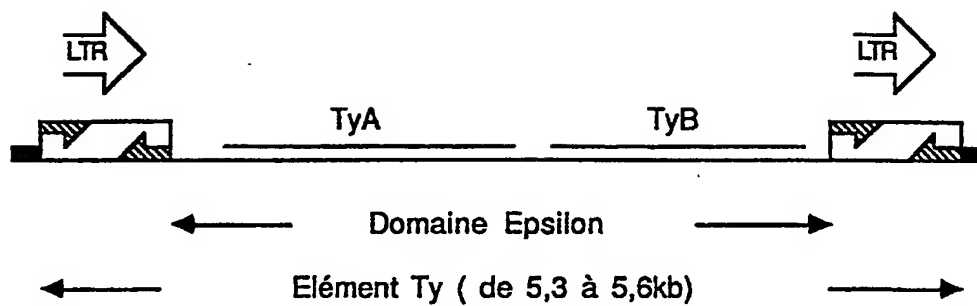 LTR LTR
TyA TyB
Domaine Epsilon
Elément Ty ( de 5,3 à 5,6kb)